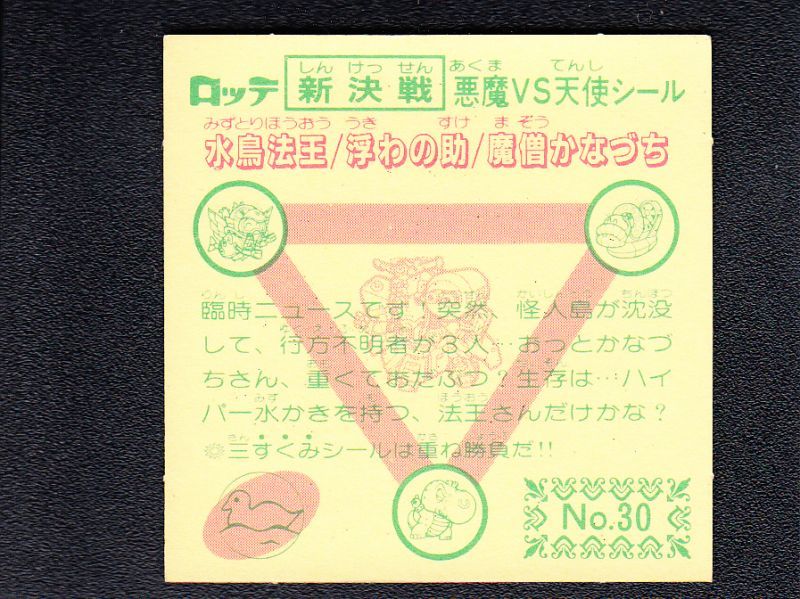 しん けっ せん あくま てんし
ロッテ 新決戦 悪魔VS天使シール
みずとりほうおう うき すけ ま ぞう
水鳥法王/浮わの助/魔僧かなづち
臨時ニュースです!突然、怪人島が沈没
して、行方不明者が3人…おっとかなづ
ちさん、重くておだぶつ?生存は…ハイ
みず ほうおう
パー水かきを持つ、法王さんだけかな?
三すくみシールは重ね勝負だ!!
No.30